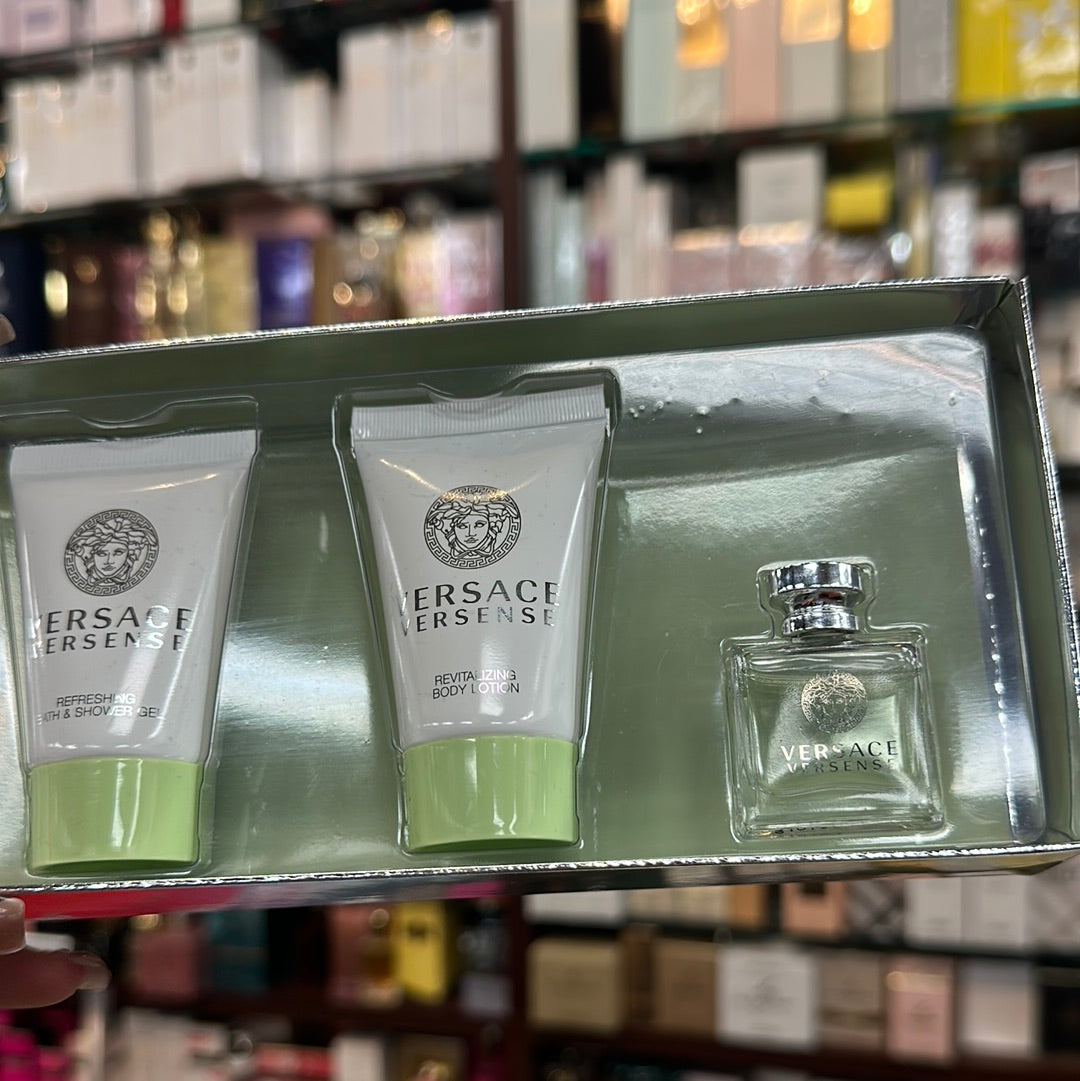 VERSACE
VERSENSE
REFRESHING
BATH & SHOWER GEL
VERSACE
VERSENSE
REVITALIZING
BODY LOTION
VERSACE
VERSENSE